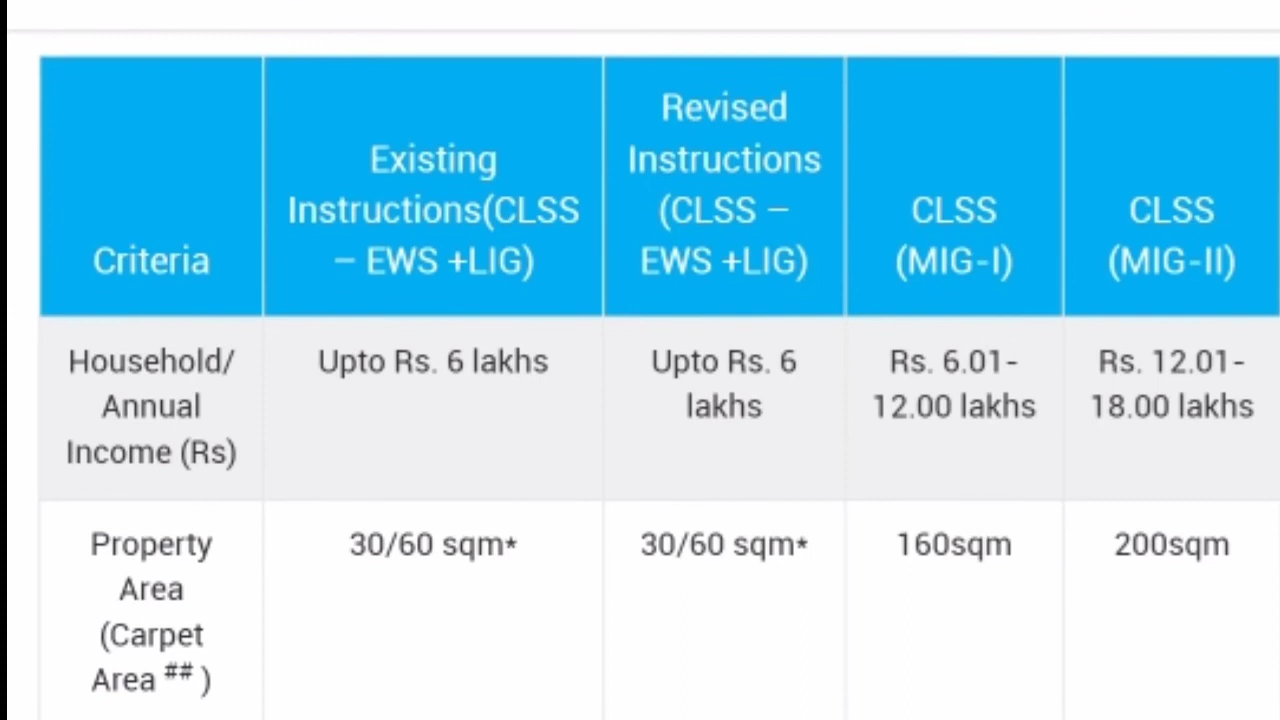 Criteria
Existing
Instructions(CLSS
– EWS +LIG)
Revised
Instructions
(CLSS –
EWS +LIG)
CLSS
(MIG-I)
CLSS
(MIG-II)
Household/
Annual
Income (Rs)
Upto Rs. 6 lakhs
Upto Rs. 6
lakhs
Rs. 6.01-
12.00 lakhs
Rs. 12.01-
18.00 lakhs
Property
Area
(Carpet
Area ## )
30/60 sqm*
30/60 sqm*
160sqm
200sqm